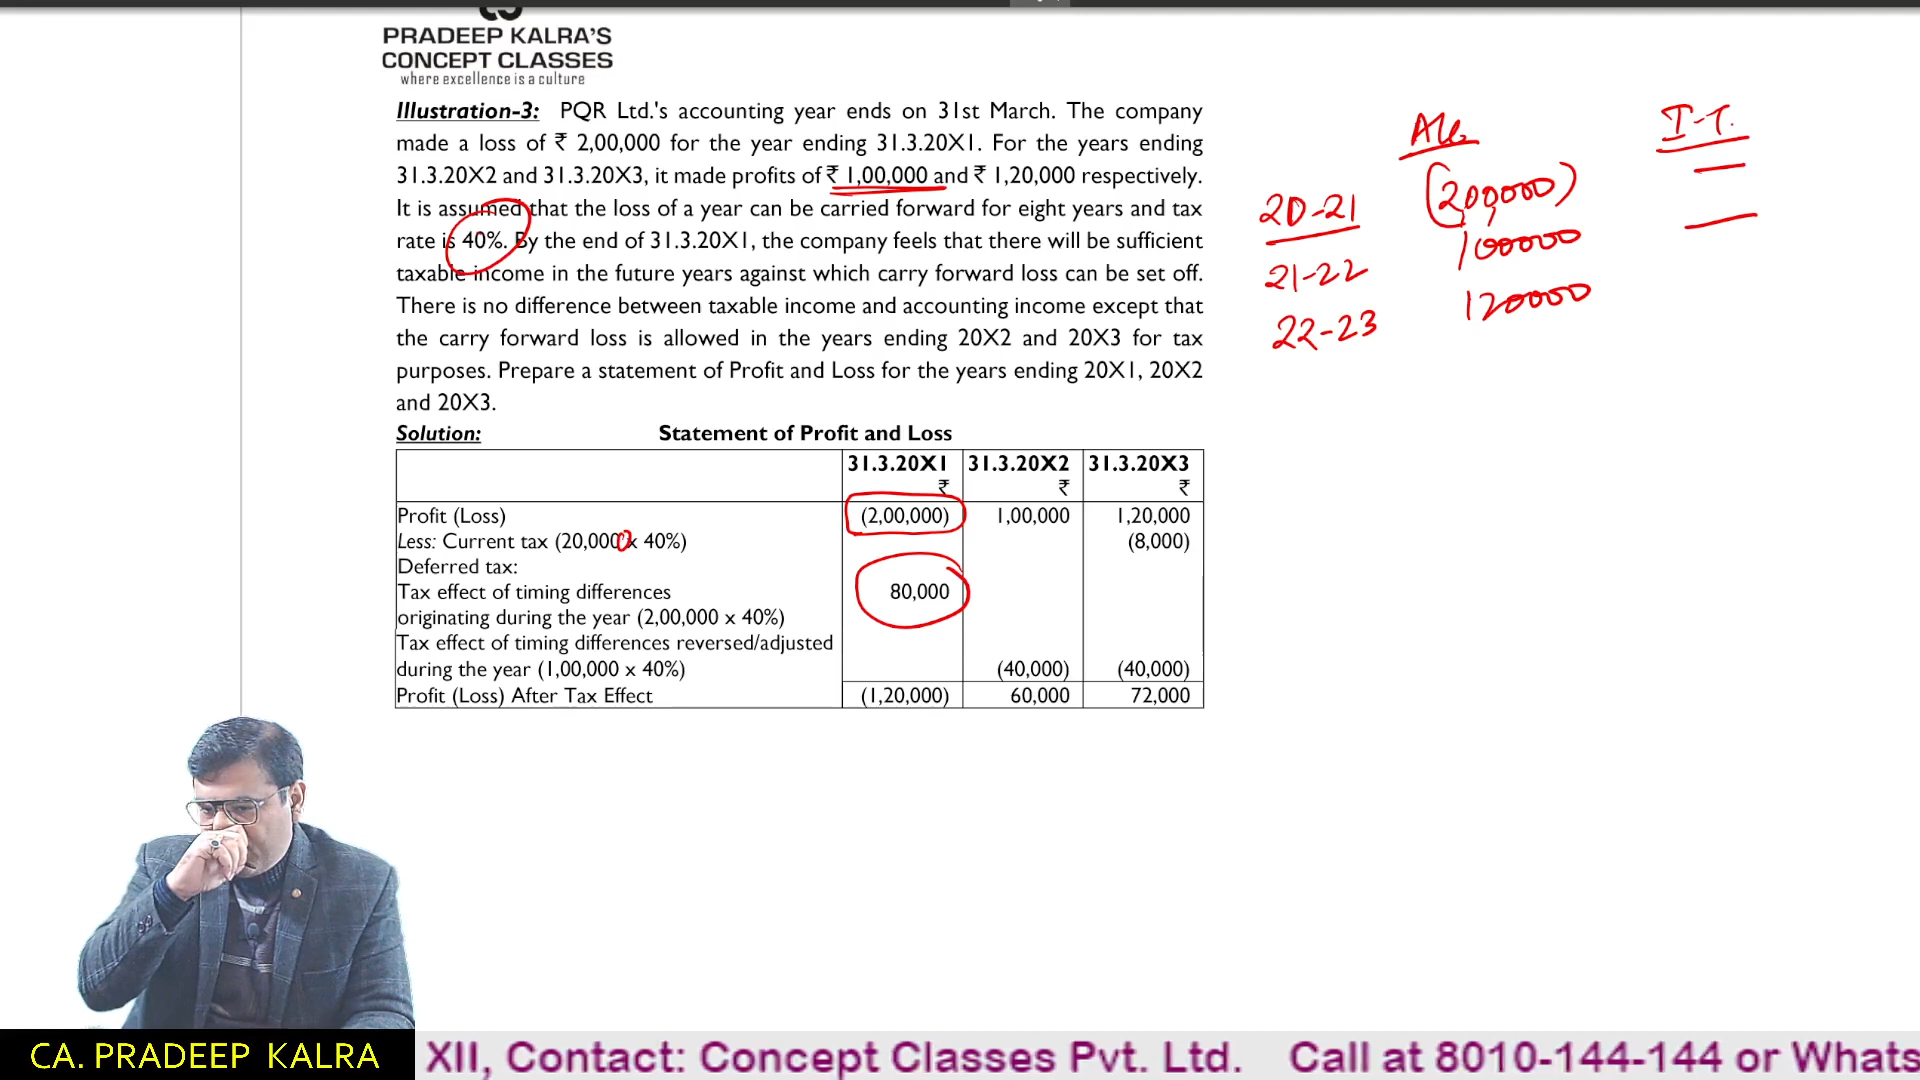 PRADEEP KALRA'S
CONCEPT CLASSES
where excellence is a culture
Illustration-3: PQR Ltd.'s accounting year ends on 31st March. The company
made a loss of ₹ 2,00,000 for the year ending 31.3.20X1. For the years ending
31.3.20X2 and 31.3.20X3, it made profits of ₹ 1,00,000 and ₹ 1,20,000 respectively.
It is assumed that the loss of a year can be carried forward for eight years and tax
rate is 40%. By the end of 31.3.20X1, the company feels that there will be sufficient
taxable income in the future years against which carry forward loss can be set off.
There is no difference between taxable income and accounting income except that
the carry forward loss is allowed in the years ending 20X2 and 20X3 for tax
purposes. Prepare a statement of Profit and Loss for the years ending 20X1, 20X2
and 20X3.
Solution: Statement of Profit and Loss
31.3.20X1 31.3.20X2 31.3.20X3
₹ ₹ ₹
Profit (Loss) (2,00,000) 1,00,000 1,20,000
Less: Current tax (20,000 x 40%) (8,000)
Deferred tax:
Tax effect of timing differences 80,000
originating during the year (2,00,000 x 40%)
Tax effect of timing differences reversed/adjusted
during the year (1,00,000 x 40%) (40,000) (40,000)
Profit (Loss) After Tax Effect (1,20,000) 60,000 72,000
I-T.
20-21 (200000)
21-22 100000
22-23 120000
CA. PRADEEP KALRA
XII, Contact: Concept Classes Pvt. Ltd. Call at 8010-144-144 or Whats